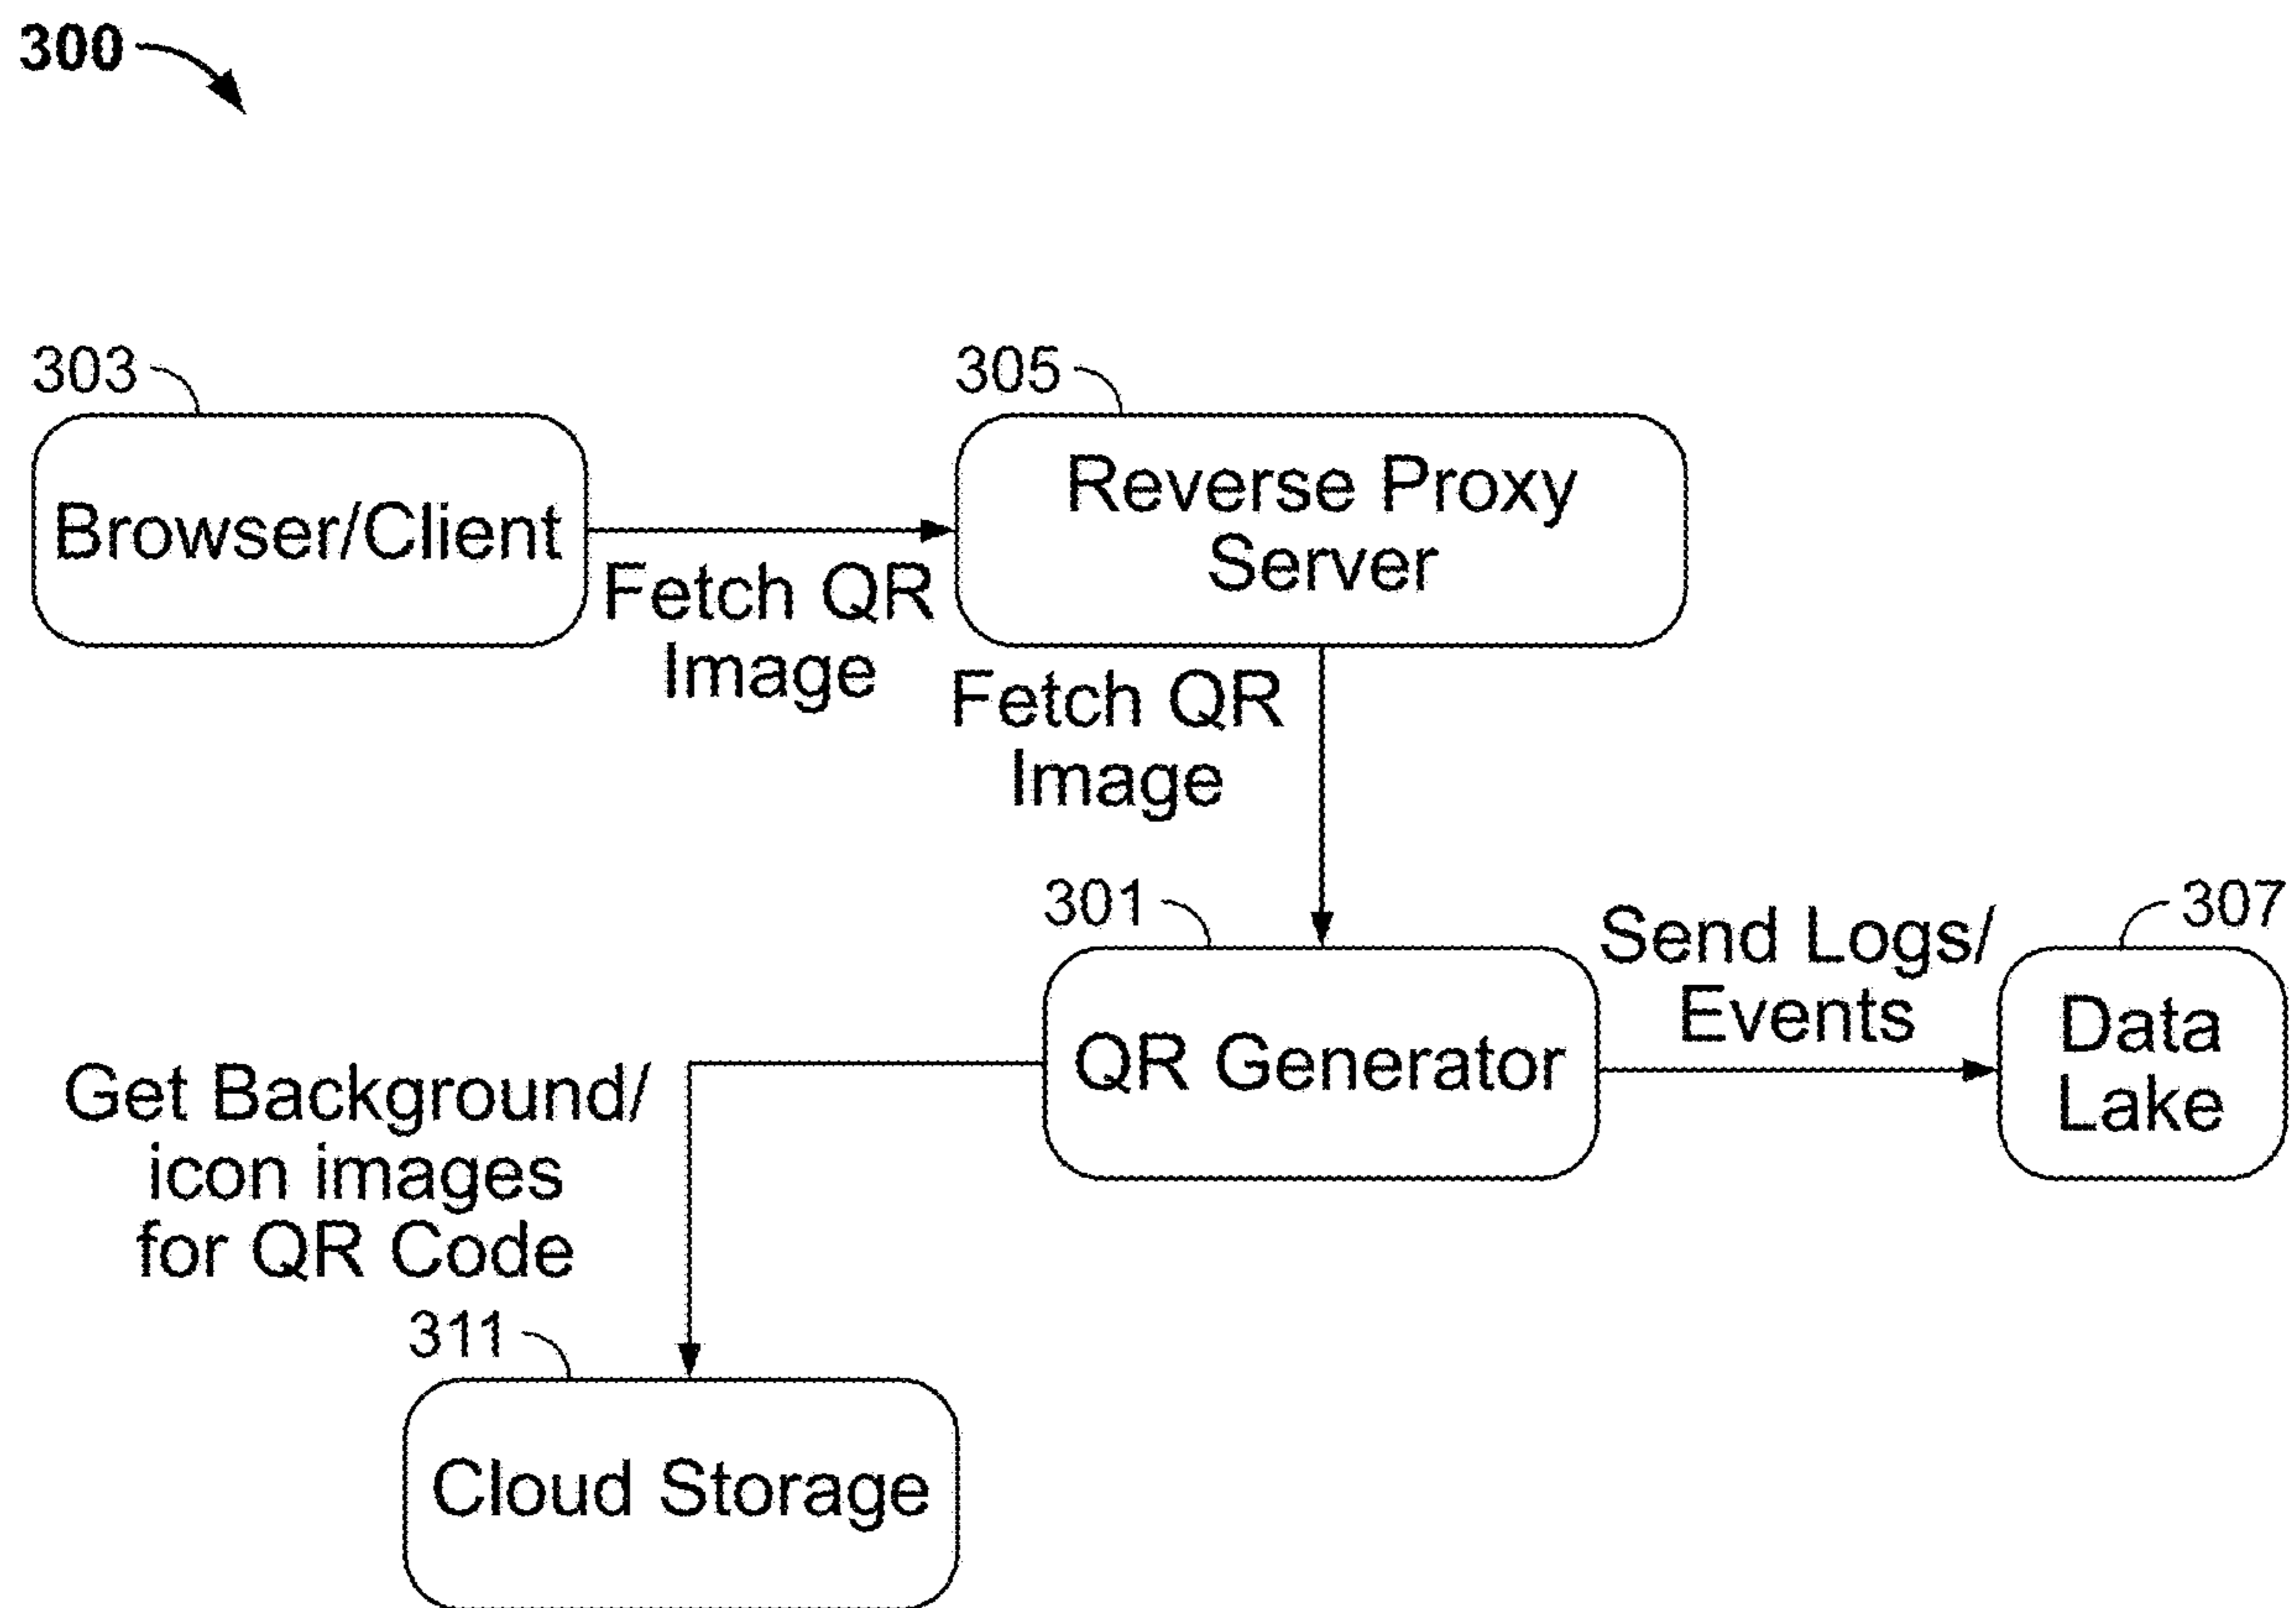 300
303
305
Browser/Client
Reverse Proxy
Server
Fetch QR
Image
Fetch QR
Image
301
307
Send Logs/
Events
QR Generator
Data
Lake
Get Background/
icon images
for QR Code
311
Cloud Storage